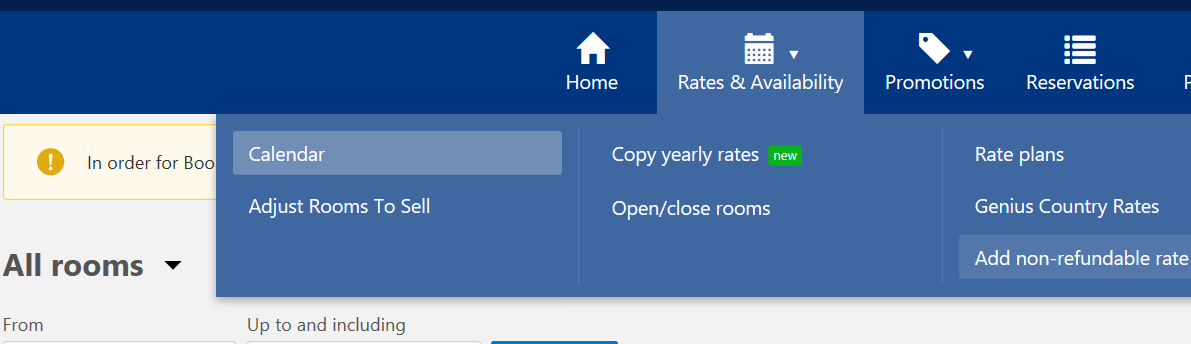 Home
Rates & Availability
Promotions
Reservations
P
In order for Boo
Calendar
Adjust Rooms To Sell
Copy yearly rates new
Open/close rooms
Rate plans
Genius Country Rates
Add non-refundable rate
All rooms
From
Up to and including